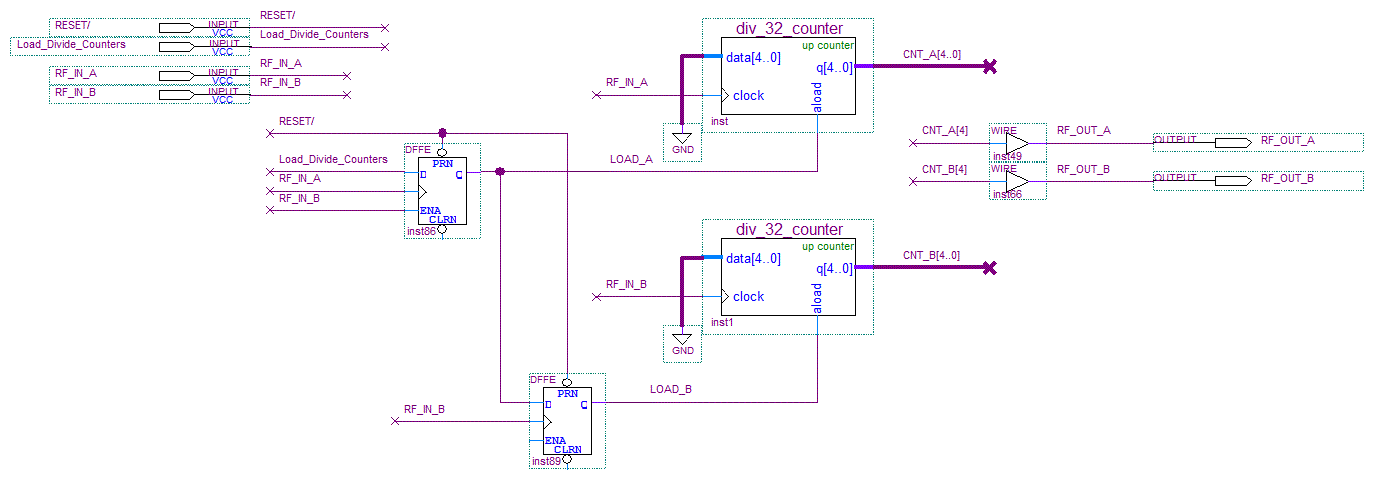 RESET/
INPUT
VCC
RESET/
Load_Divide_Counters
INPUT
VCC
Load_Divide_Counters
RF_IN_A
INPUT
VCC
RF_IN_A
RF_IN_B
INPUT
VCC
RF_IN_B
div_32_counter
up counter
data[4..0]
q[4..0]
clock
aload
inst
GND
RF_IN_A
CNT_A[4..0]
RESET/
Load_Divide_Counters
RF_IN_A
RF_IN_B
DFFE
PRN
D
Q
ENA
CLRN
inst86
LOAD_A
CNT_A[4]
WIRE
inst49
RF_OUT_A
OUTPUT
RF_OUT_A
CNT_B[4]
WIRE
inst66
RF_OUT_B
OUTPUT
RF_OUT_B
div_32_counter
up counter
data[4..0]
q[4..0]
clock
aload
inst1
GND
RF_IN_B
CNT_B[4..0]
RF_IN_B
DFFE
PRN
D
Q
ENA
CLRN
inst89
LOAD_B